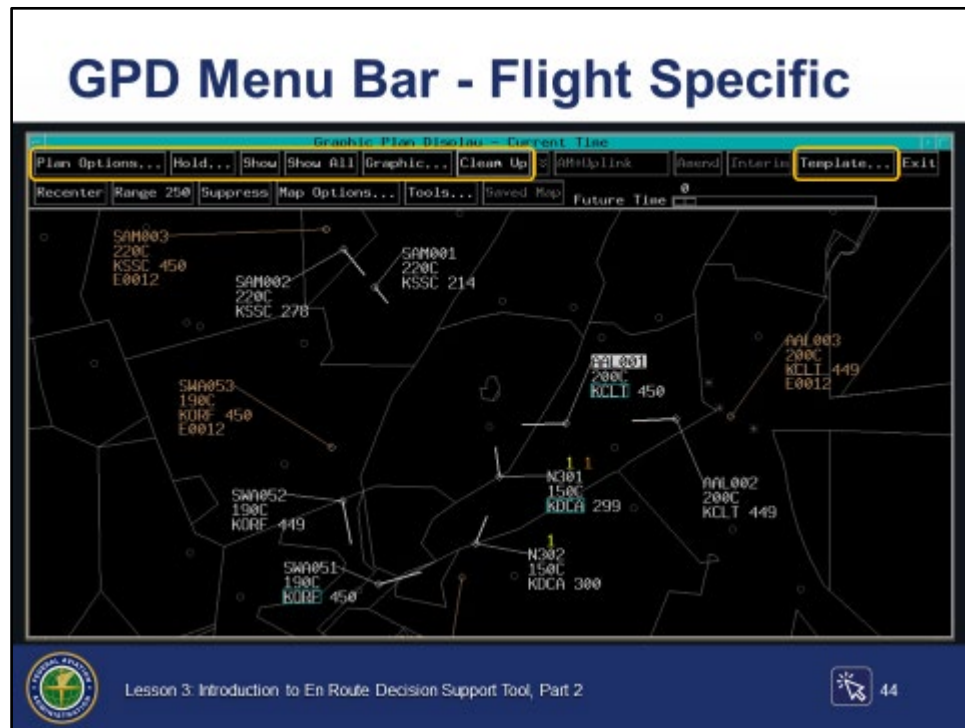 GPD Menu Bar - Flight Specific
Graphic Plan Display - Current Time
Plan Options... Hold... Show Show All Graphic... Clean Up AM+Uplink Amend Interim Template... Exit
Recenter Range 250 Suppress Map Options... Tools... Saved Map Future Time 0
SAM003
220C
KSSC 450
E0012
SAM002
220C
KSSC 278
SAM001
220C
KSSC 214
AAL001
200C
KCLT 450
AAL003
200C
KCLT 449
E0012
SWA053
190C
KORF 450
E0012
1 1
N301
150C
KDCA 299
AAL002
200C
KCLT 449
SWA052
190C
KORF 449
1
N302
150C
KDCA 300
SWA051
190C
KORF 450
FEDERAL AVIATION
ADMINISTRATION
Lesson 3: Introduction to En Route Decision Support Tool, Part 2
44